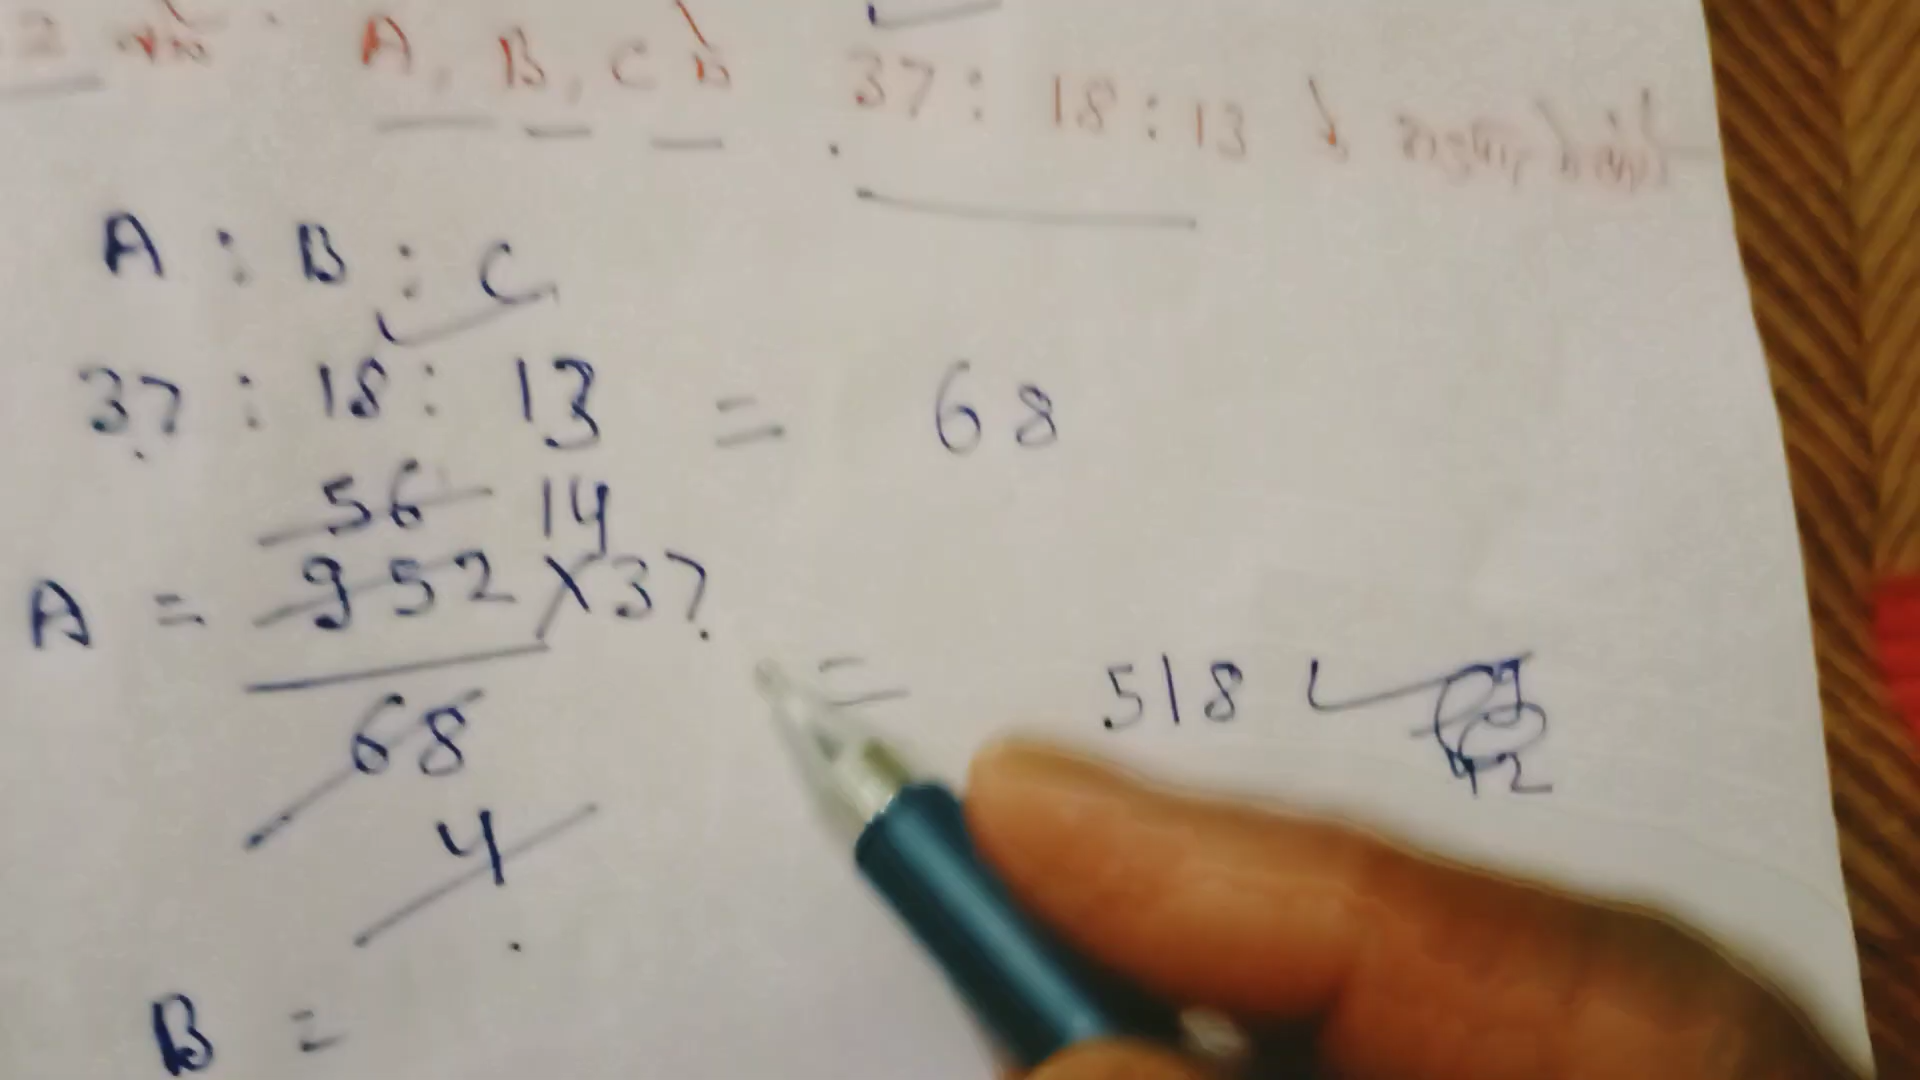 A, B, C 37 : 18 : 13
A : B : C
37 : 18 : 13 = 68
56 14
A = 952 X 37 = 518
68
4
B =